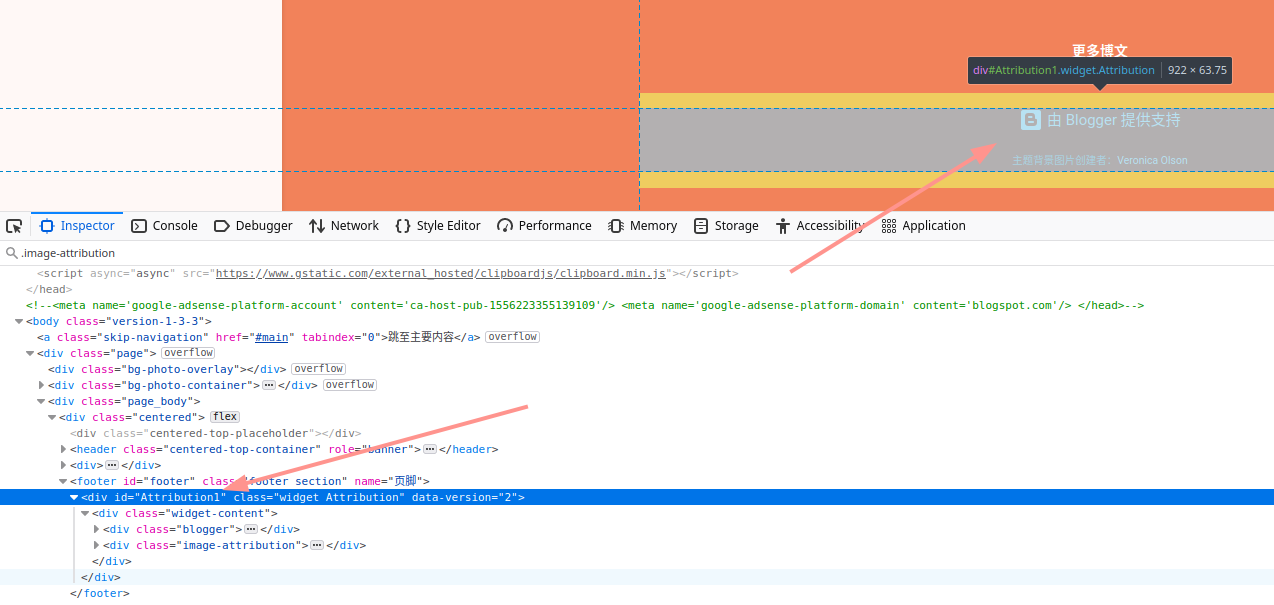 更多博文
div#Attribution1.widget.Attribution 922 × 63.75
由 Blogger 提供支持
主题背景图片创建者：Veronica Olson
Inspector Console Debugger Network Style Editor Performance Memory Storage Accessibility Application
.image-attribution
<script async="async" src="https://www.gstatic.com/external_hosted/clipboardjs/clipboard.min.js"></script>
</head>
<!--<meta name='google-adsense-platform-account' content='ca-host-pub-1556223355139109'/> <meta name='google-adsense-platform-domain' content='blogspot.com'/> </head>-->
<body class="version-1-3-3">
<a class="skip-navigation" href="#main" tabindex="0">跳至主要内容</a> overflow
<div class="page"> overflow
<div class="bg-photo-overlay"></div> overflow
<div class="bg-photo-container"> ⋯ </div> overflow
<div class="page_body">
<div class="centered"> flex
<div class="centered-top-placeholder"></div>
<header class="centered-top-container" role="banner"> ⋯ </header>
<div> ⋯ </div>
<footer id="footer" class="footer section" name="页脚">
<div id="Attribution1" class="widget Attribution" data-version="2">
<div class="widget-content">
<div class="blogger"> ⋯ </div>
<div class="image-attribution"> ⋯ </div>
</div>
</div>
</footer>